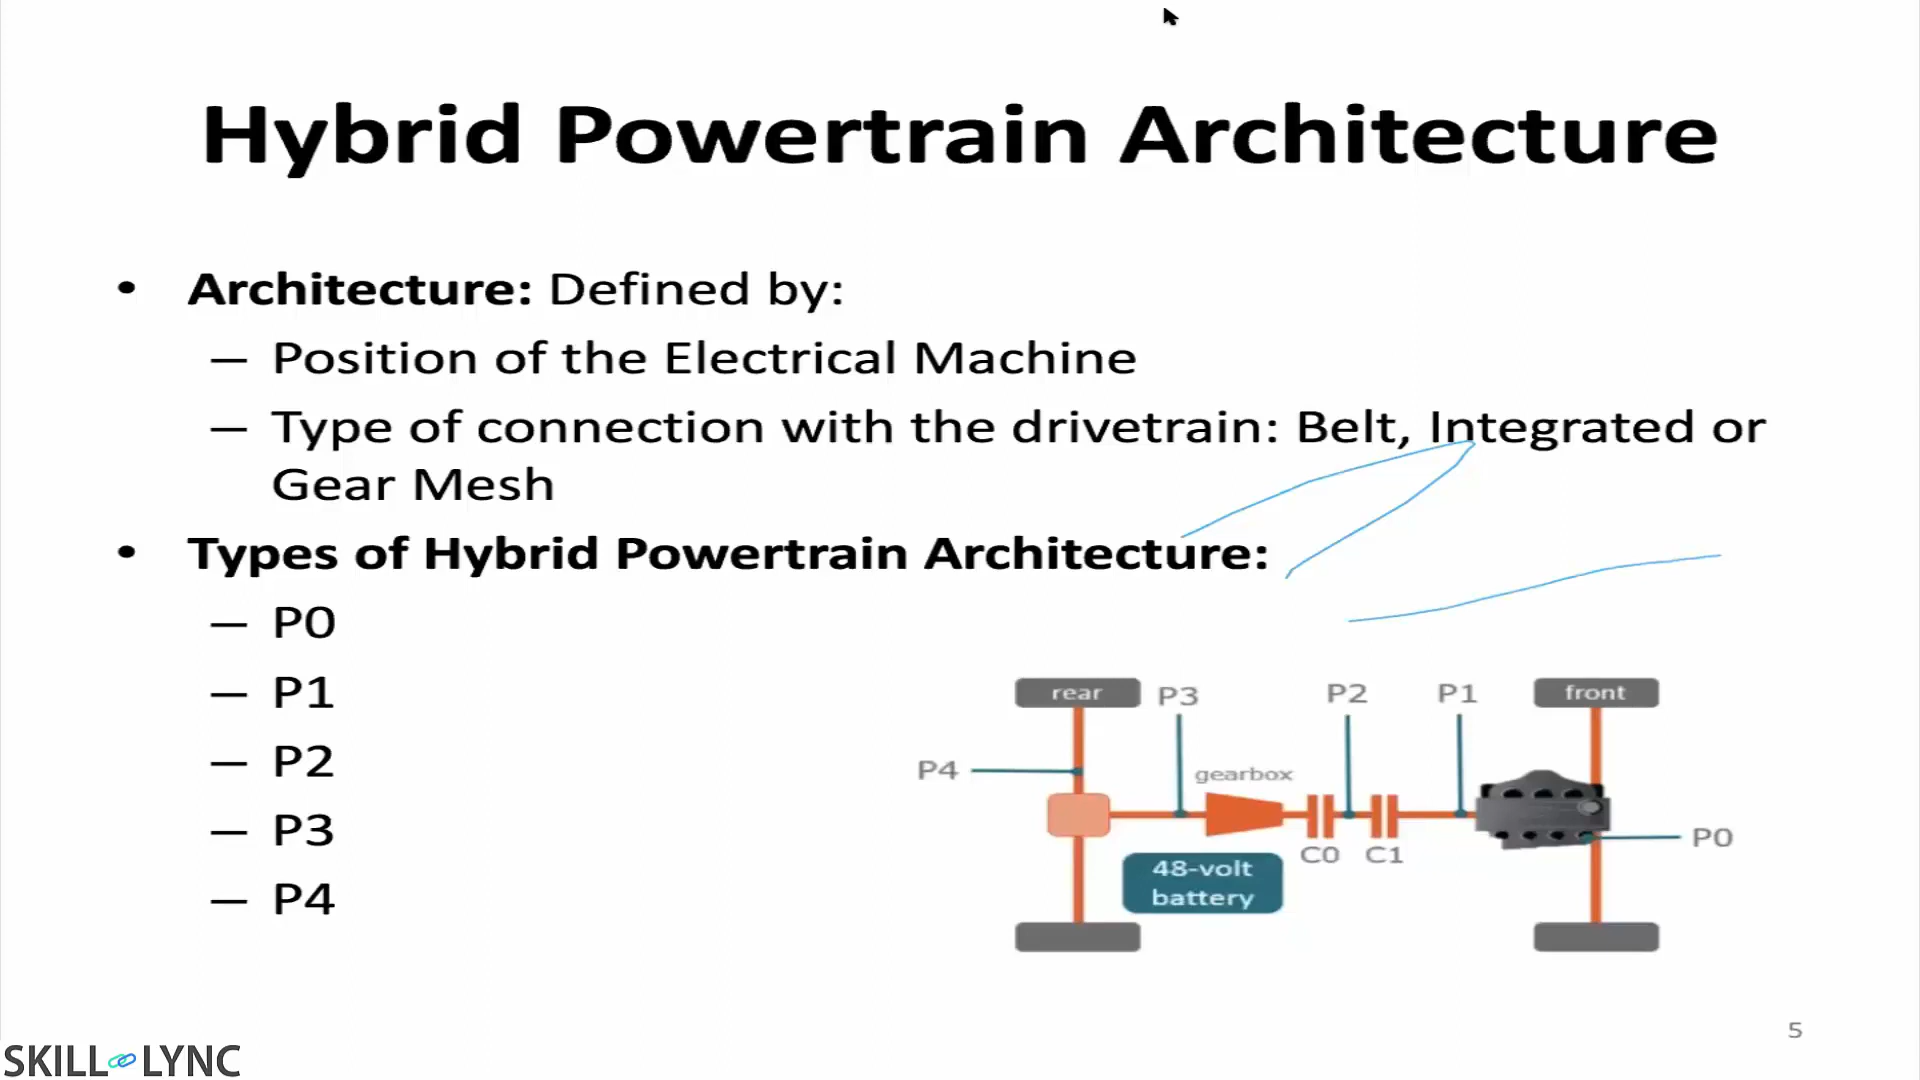 Hybrid Powertrain Architecture
• Architecture: Defined by:
– Position of the Electrical Machine
– Type of connection with the drivetrain: Belt, Integrated or
Gear Mesh
• Types of Hybrid Powertrain Architecture:
– P0
– P1
– P2
– P3
– P4
rear
P3
P2
P1
front
P4
gearbox
P0
C0
C1
48-volt
battery
5
SKILL LYNC